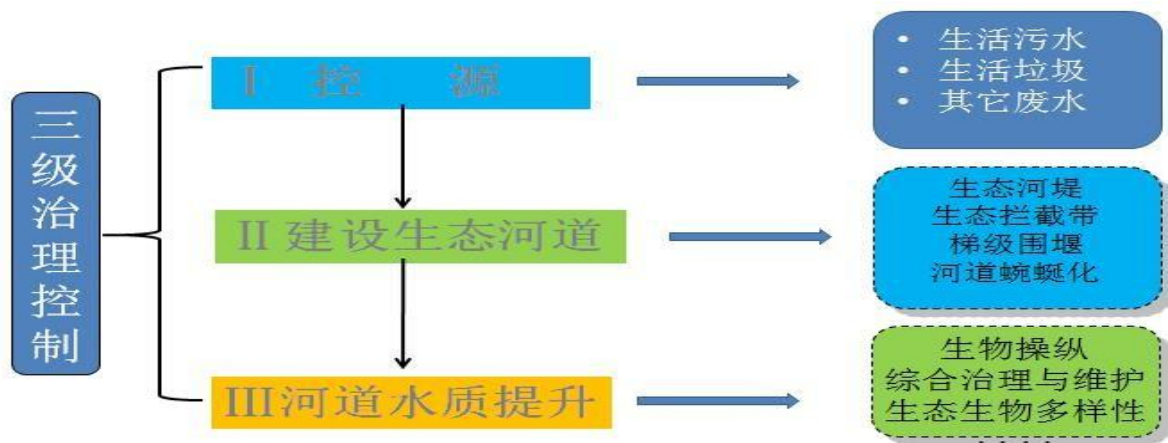 三级治理控制
I 控 源
• 生活污水
• 生活垃圾
• 其它废水
II 建设生态河道
生态河堤
生态拦截带
梯级围堰
河道蜿蜒化
III河道水质提升
生物操纵
综合治理与维护
生态生物多样性